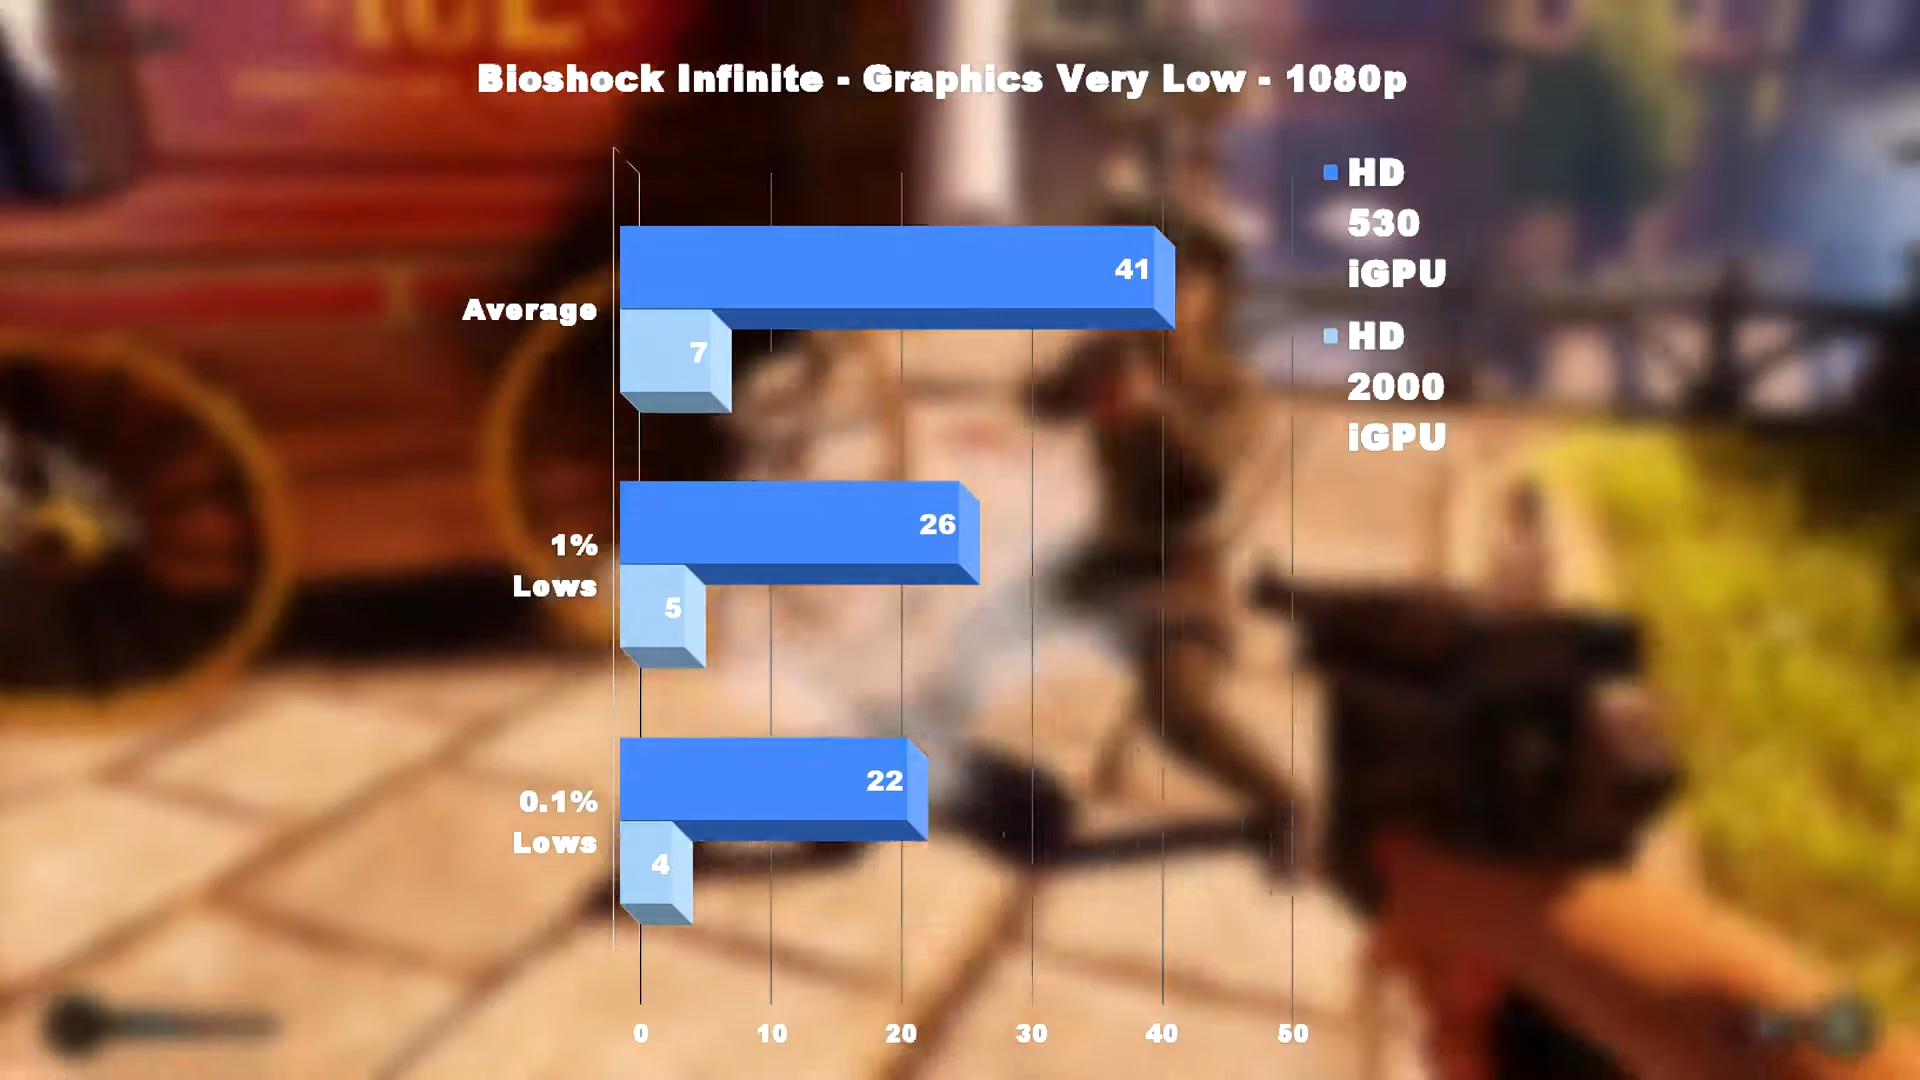 Bioshock Infinite - Graphics Very Low - 1080p
HD
530
iGPU
HD
2000
iGPU
Average
41
7
1%
Lows
26
5
0.1%
Lows
22
4
0 10 20 30 40 50